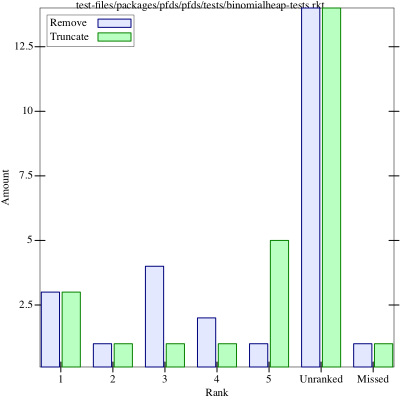 test-files/packages/pfds/pfds/tests/binomialheap-tests.rkt
Remove
Truncate
12.5
10
7.5
5
2.5
Amount
1 2 3 4 5 Unranked Missed
Rank